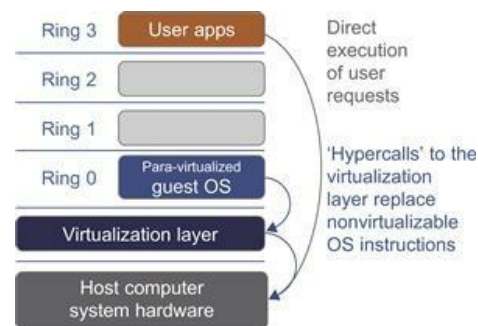 Ring 3
User apps
Direct
execution
of user
requests
Ring 2
Ring 1
Ring 0
Para-virtualized
guest OS
'Hypercalls' to the
virtualization
layer replace
nonvirtualizable
OS instructions
Virtualization layer
Host computer
system hardware